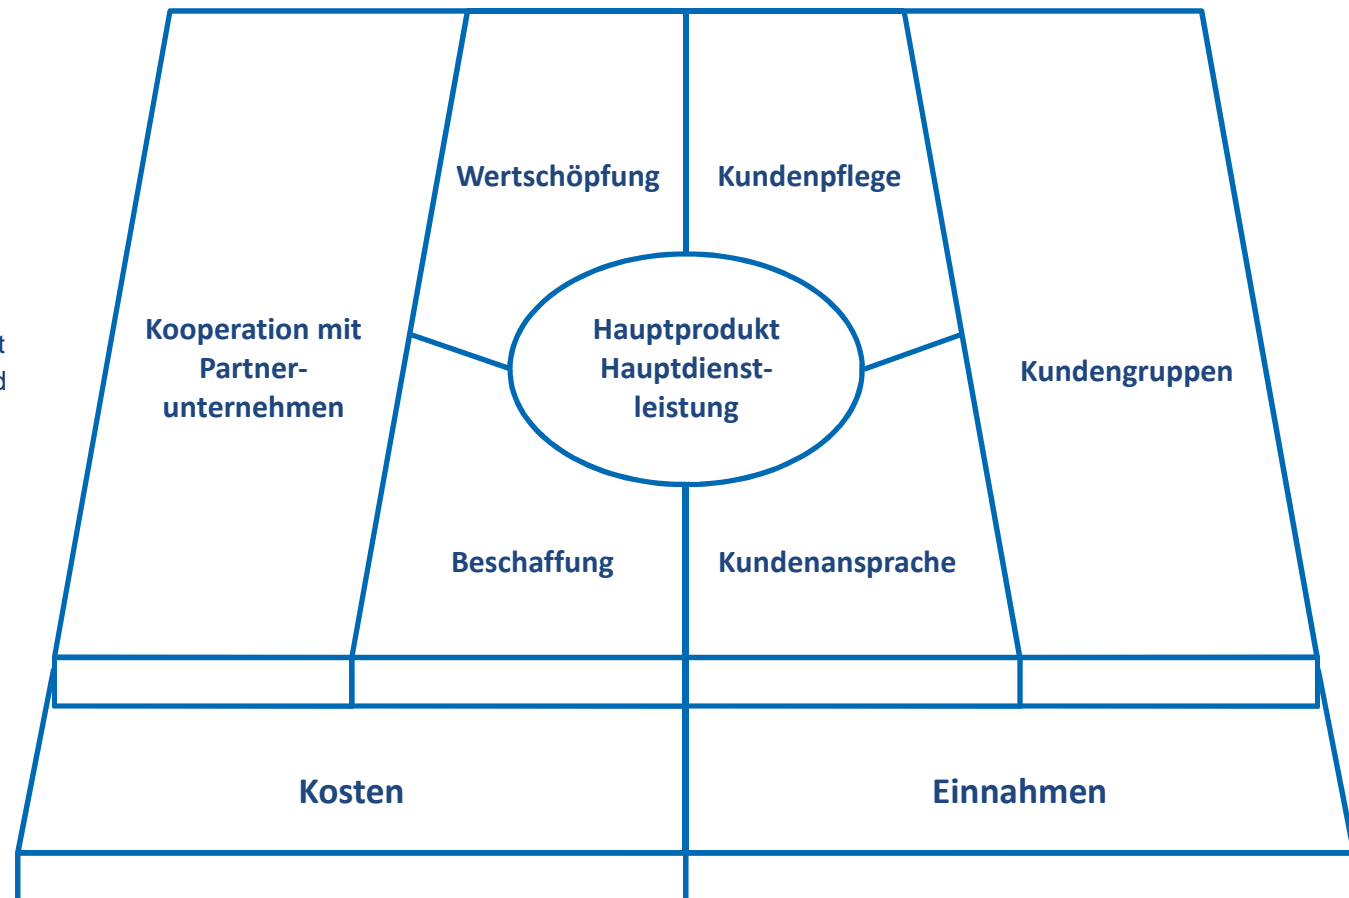 Wertschöpfung
Kundenpflege
Kooperation mit
Partner-
unternehmen
Hauptprodukt
Hauptdienst-
leistung
Kundengruppen
Beschaffung
Kundenansprache
Kosten
Einnahmen